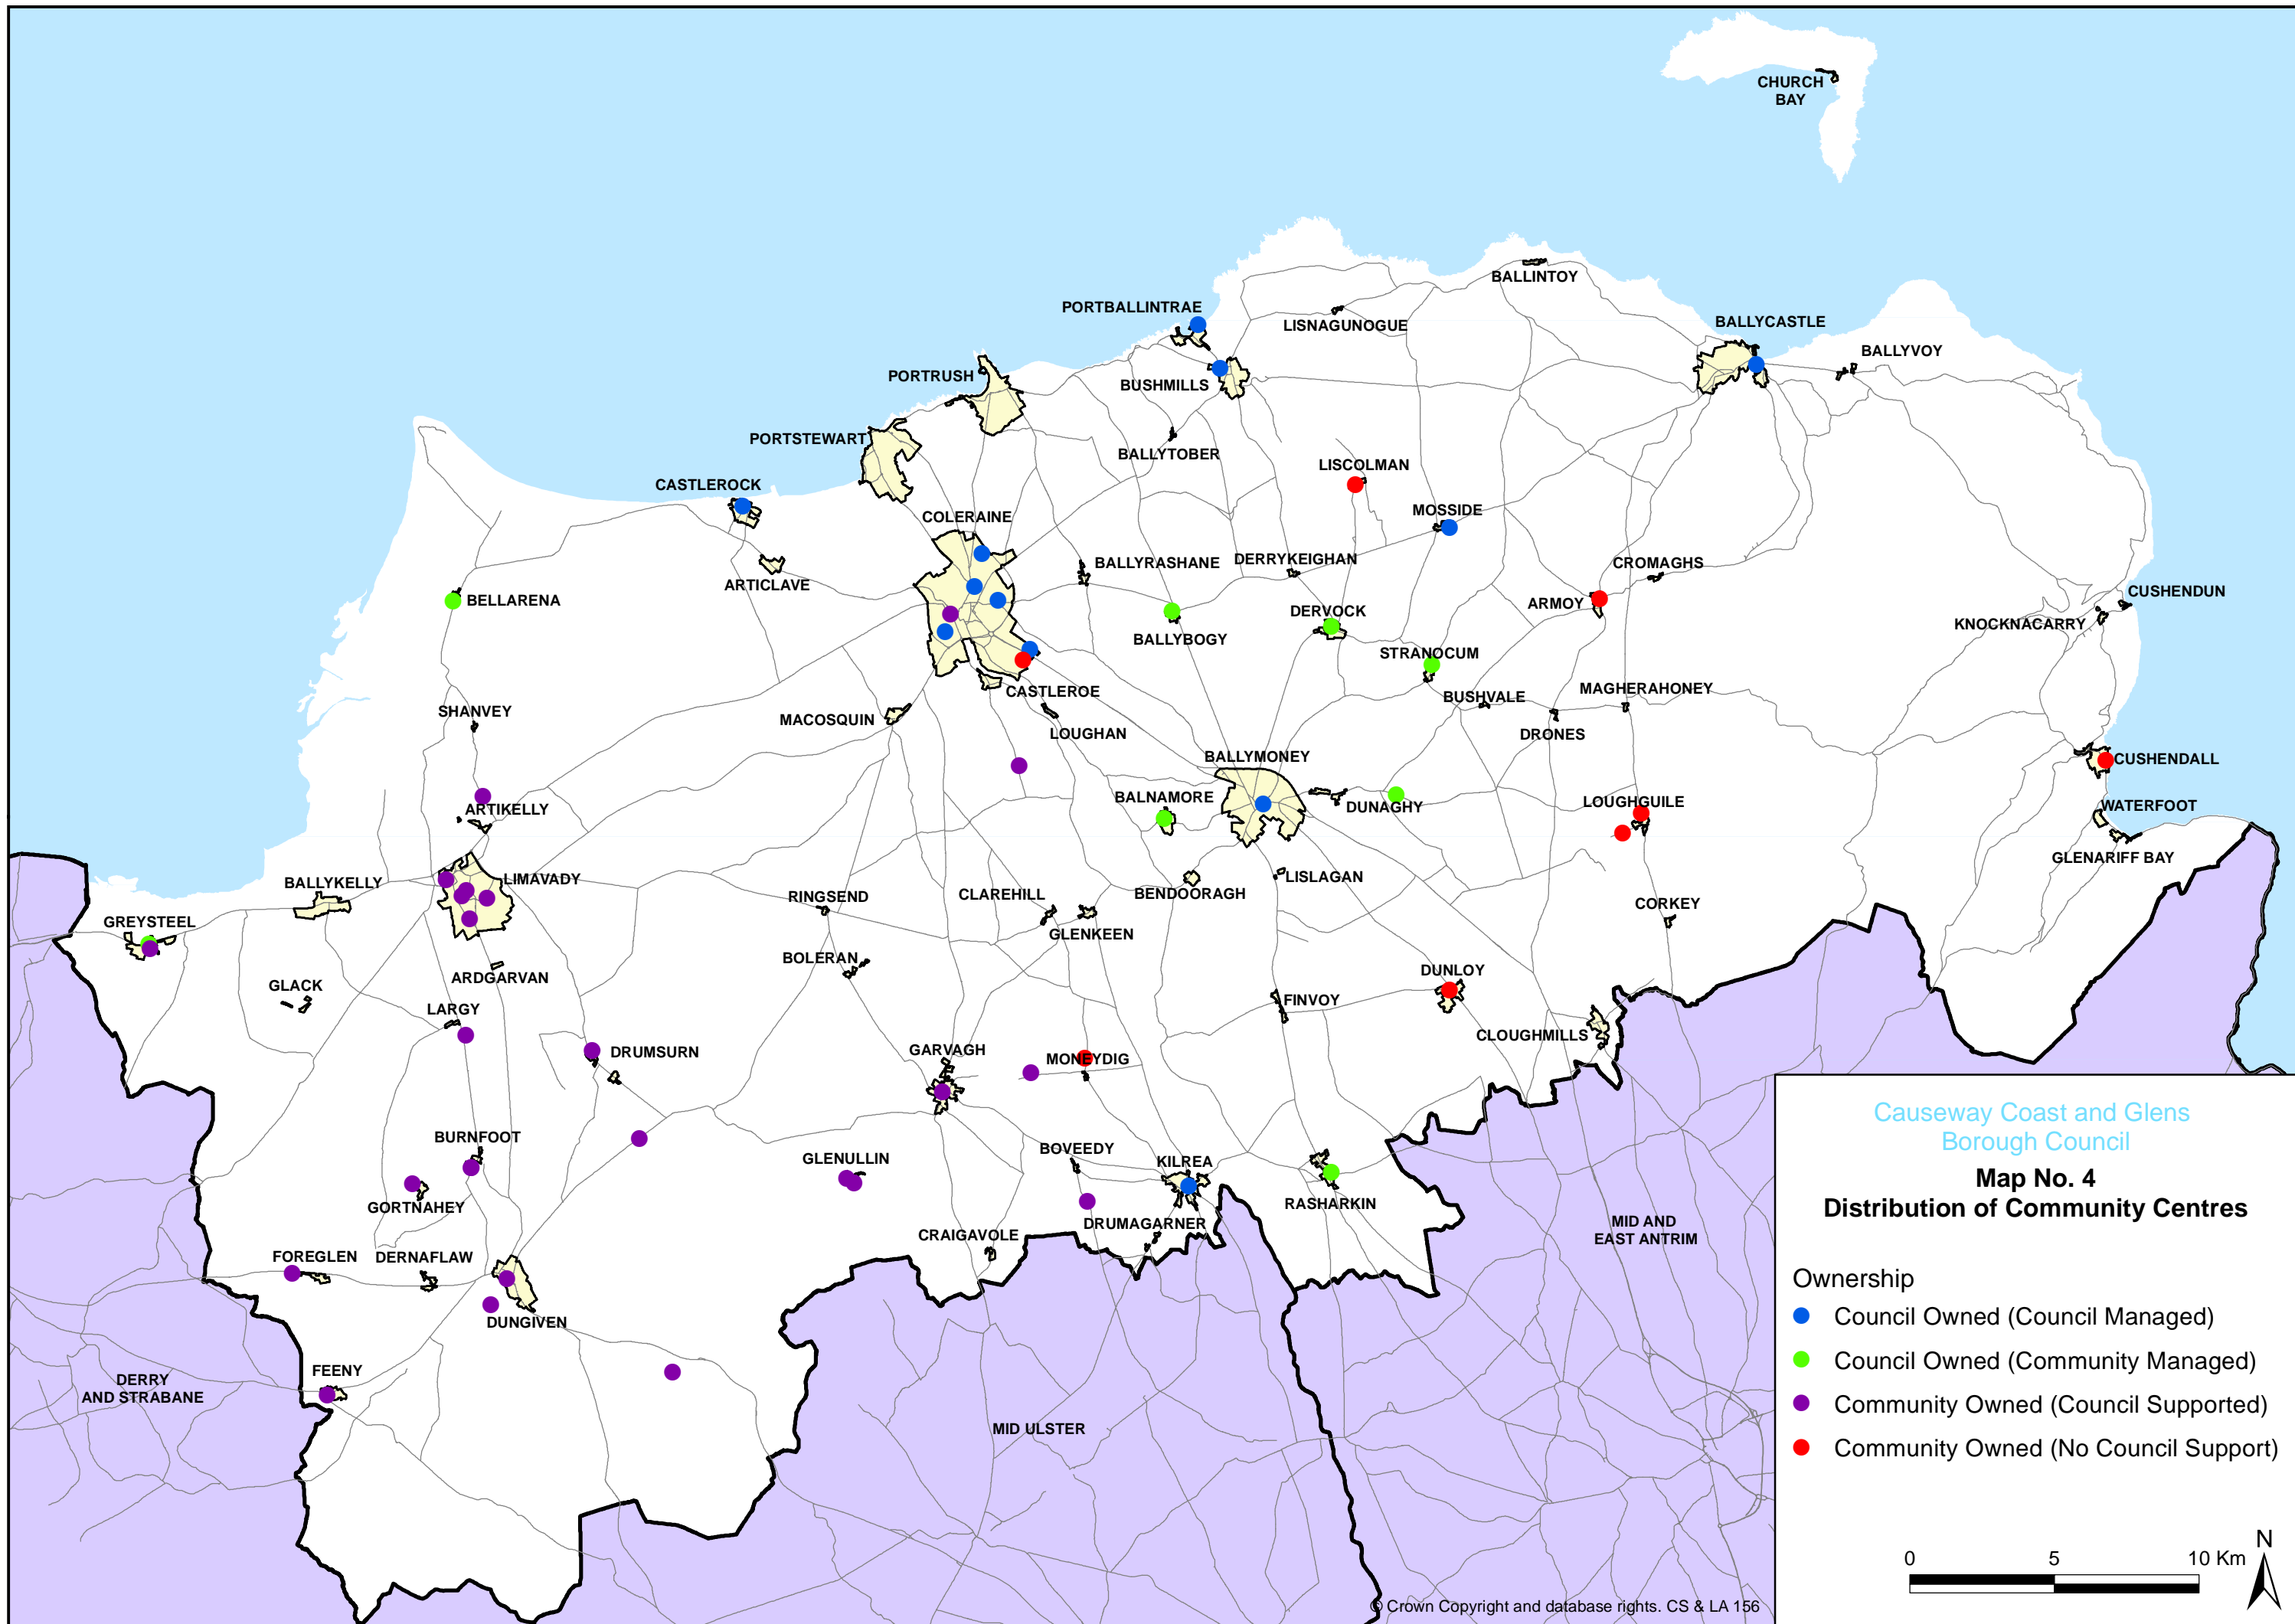 CHURCH
BAY
BALLINTOY
PORTBALLINTRAE
LISNAGUNOGUE
BALLYCASTLE
BALLYVOY
PORTRUSH
BUSHMILLS
PORTSTEWART
BALLYTOBER
LISCOLMAN
CASTLEROCK
COLERAINE
MOSSIDE
BALLYRASHANE
DERRYKEIGHAN
CROMAGHS
ARTICLAVE
BELLARENA
CUSHENDUN
ARMOY
DERVOCK
KNOCKNACARRY
BALLYBOGY
STRANOCUM
CASTLEROE
BUSHVALE
MAGHERAHONEY
SHANVEY
MACOSQUIN
LOUGHAN
DRONES
BALLYMONEY
CUSHENDALL
BALNAMORE
DUNAGHY
LOUGHGUILE
WATERFOOT
ARTIKELLY
GLENARIFF BAY
BALLYKELLY
LIMAVADY
RINGSEND
CLAREHILL
BENDOORAGH
LISLAGAN
CORKEY
GREYSTEEL
GLENKEEN
BOLERAN
DUNLOY
GLACK
ARDGARVAN
FINVOY
LARGY
CLOUGHMILLS
DRUMSURN
GARVAGH
MONEYDIG
BURNFOOT
GLENULLIN
BOVEEDY
KILREA
GORTNAHEY
RASHARKIN
CRAIGAVOLE
DRUMAGARNER
MID AND
EAST ANTRIM
FOREGLEN
DERNAFLAW
DUNGIVEN
FEENY
DERRY
AND STRABANE
MID ULSTER
Causeway Coast and Glens
Borough Council
Map No. 4
Distribution of Community Centres
Ownership
Council Owned (Council Managed)
Council Owned (Community Managed)
Community Owned (Council Supported)
Community Owned (No Council Support)
N
0 5 10 Km
© Crown Copyright and database rights. CS & LA 156